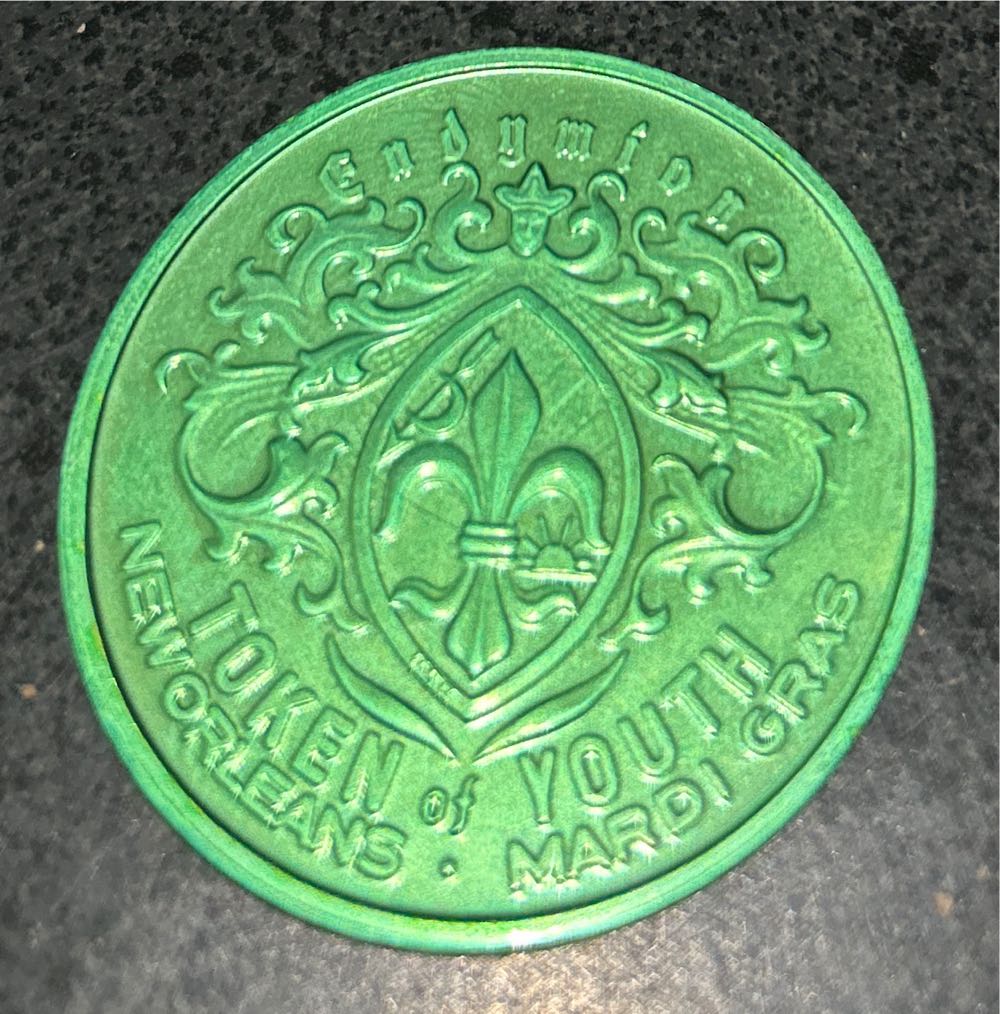 Endymion
TOKEN of YOUTH
NEW ORLEANS • MARDI GRAS